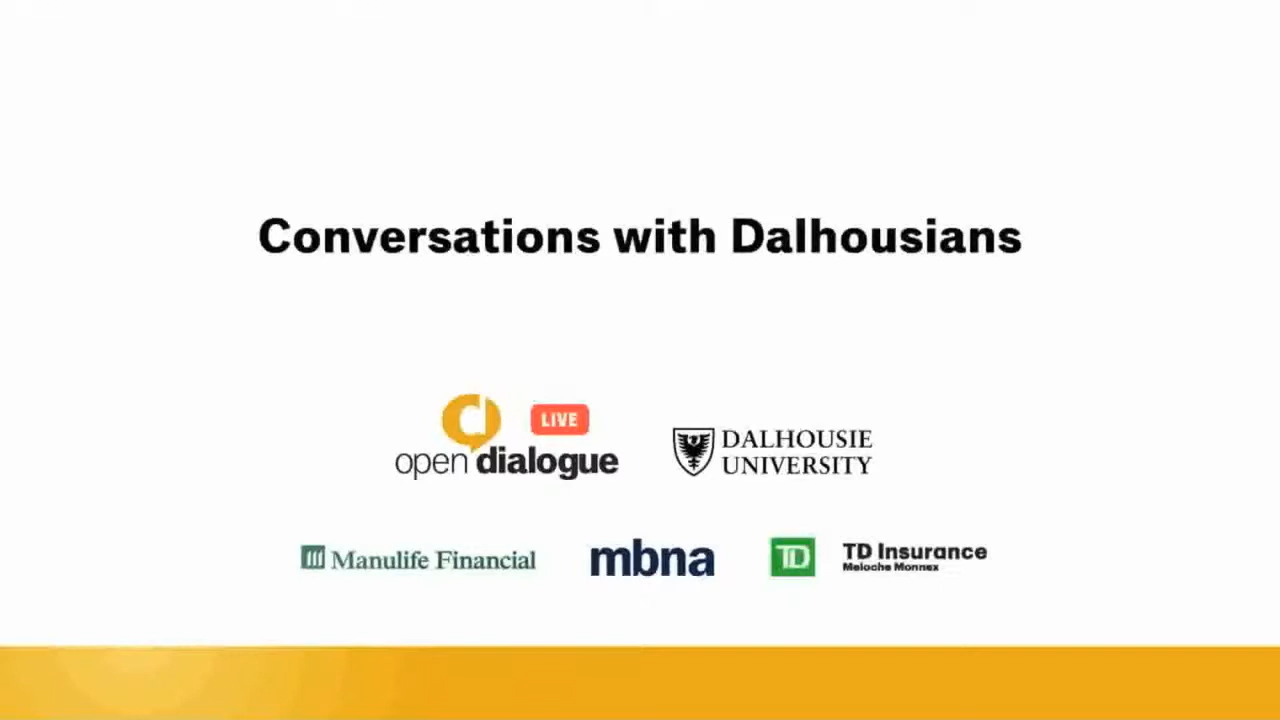 Conversations with Dalhousians
LIVE
open dialogue
DALHOUSIE
UNIVERSITY
Manulife Financial
mbna
TD
TD Insurance
Meloche Monnex